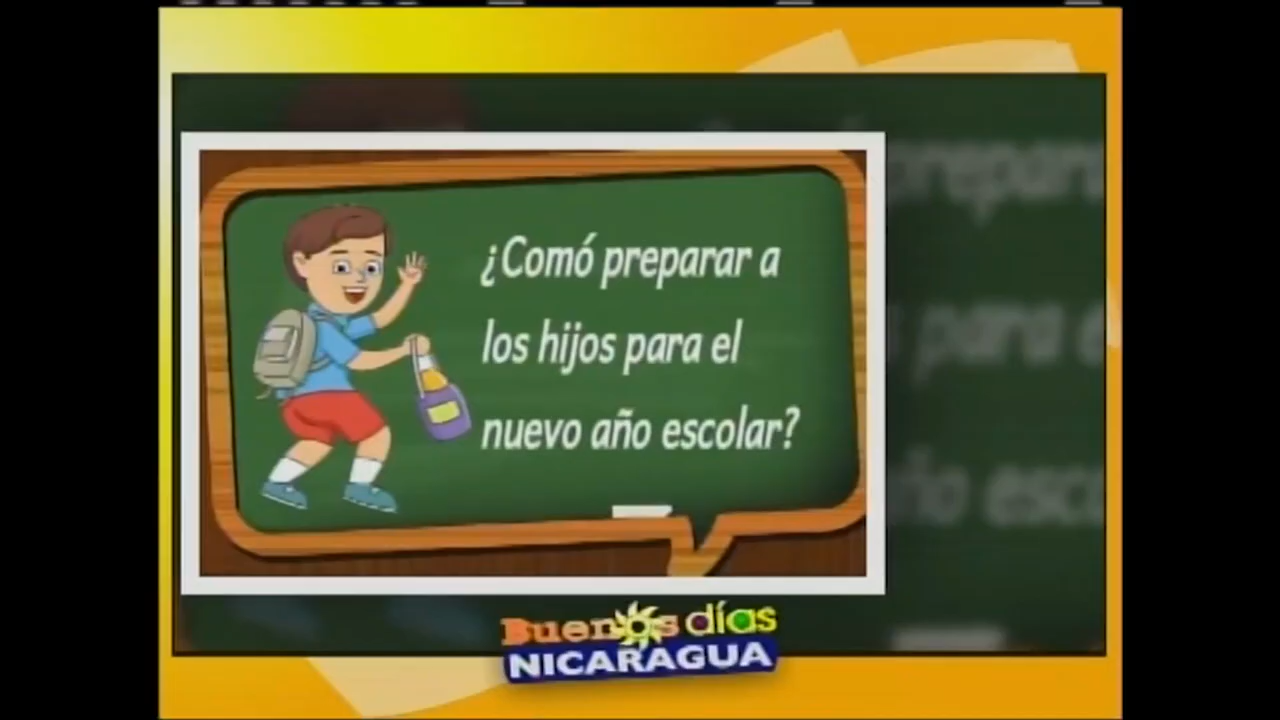 ¿Comó preparar a
los hijos para el
nuevo año escolar?
Buenos días
NICARAGUA